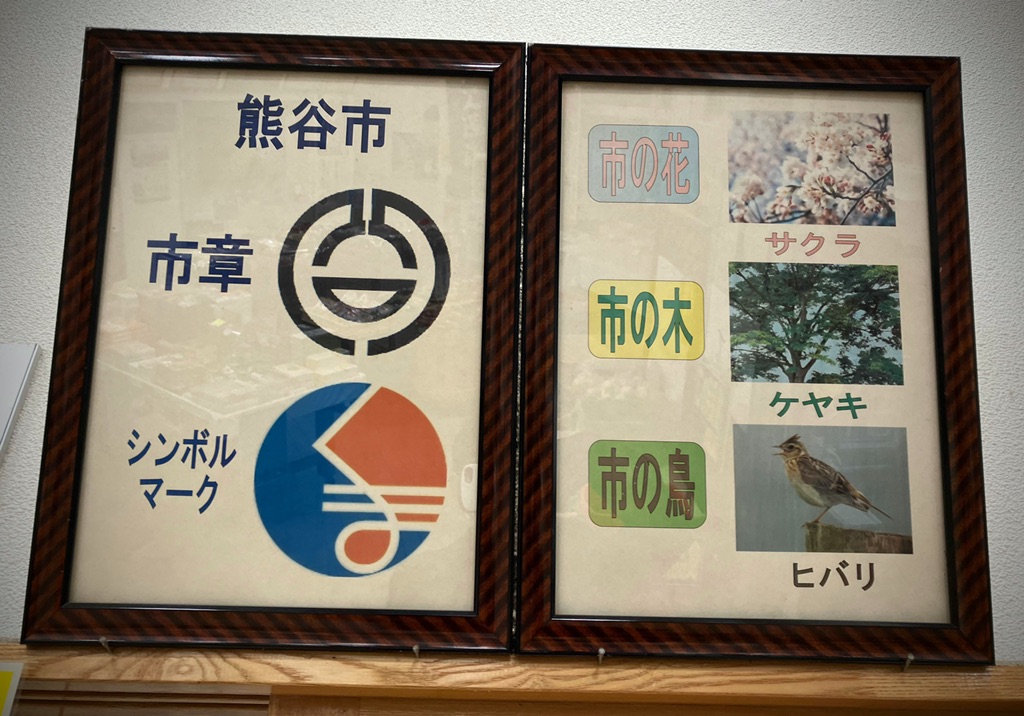 熊谷市
市章
シンボル
マーク
市の花
サクラ
市の木
ケヤキ
市の鳥
ヒバリ